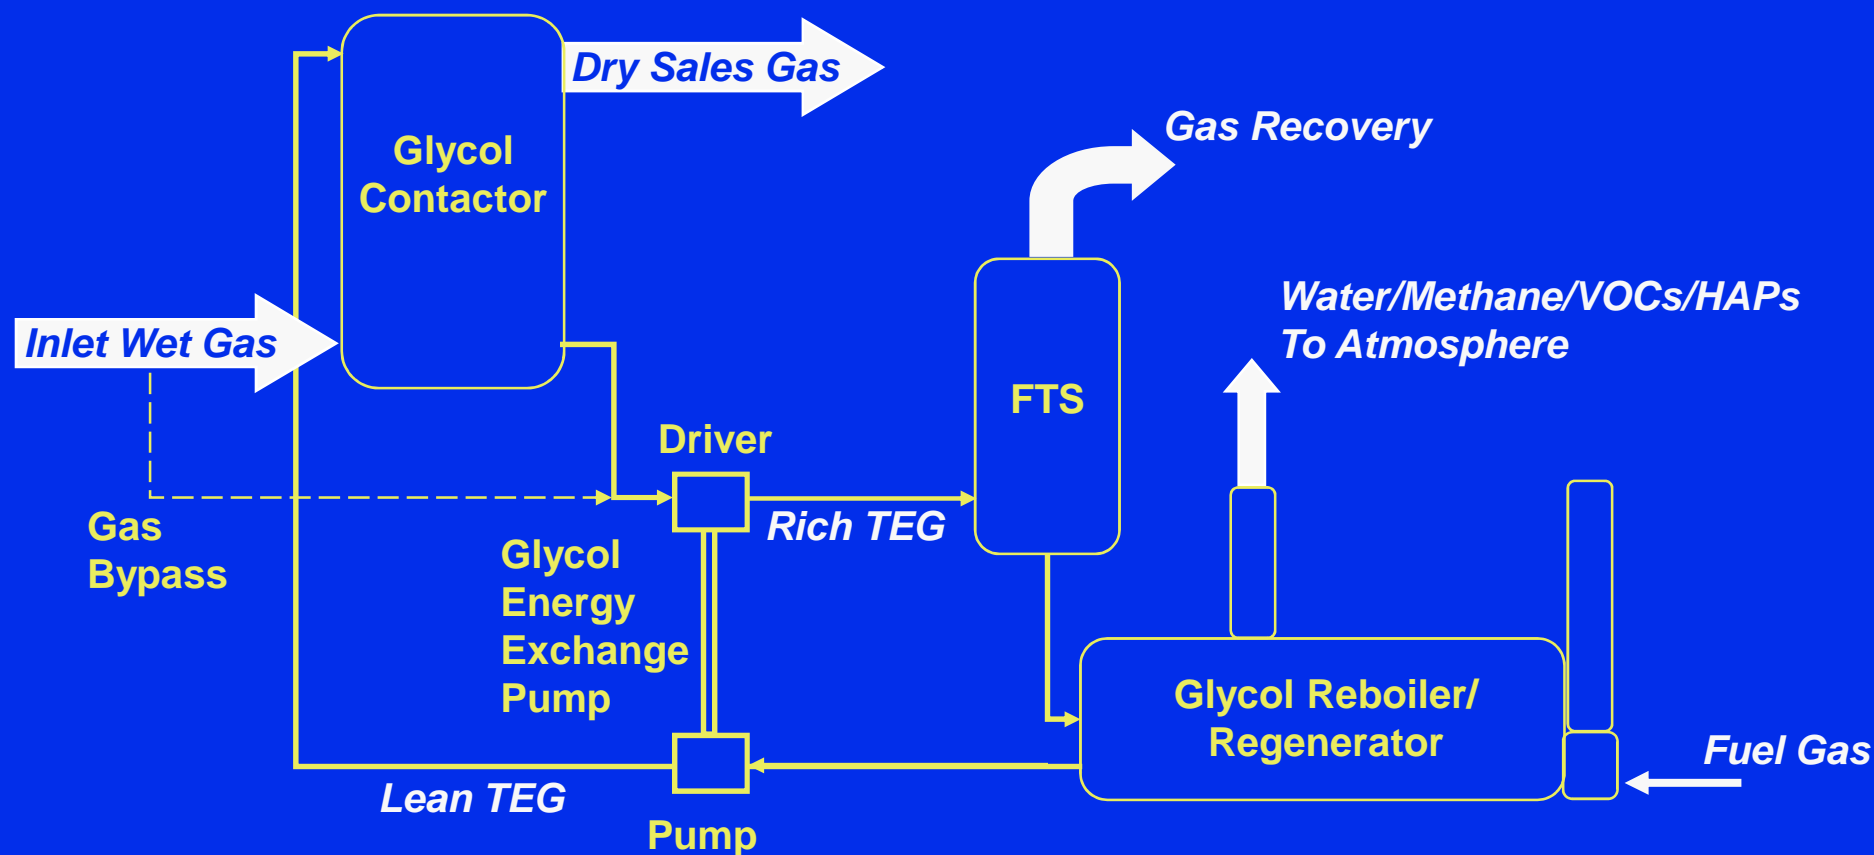 Dry Sales Gas
Glycol
Contactor
Gas Recovery
Inlet Wet Gas
Water/Methane/VOCs/HAPs
To Atmosphere
FTS
Driver
Gas
Bypass
Rich TEG
Glycol
Energy
Exchange
Pump
Glycol Reboiler/
Regenerator
Fuel Gas
Lean TEG
Pump